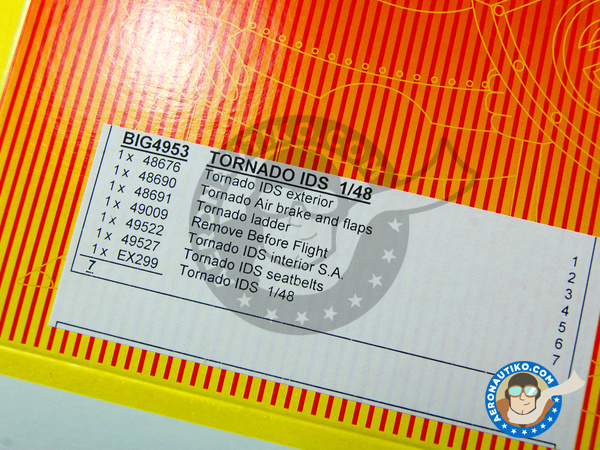 BIG4953 TORNADO IDS 1/48
1x 48676 Tornado IDS exterior 1
1x 48690 Tornado Air brake and flaps 2
1x 48691 Tornado ladder 3
1x 49009 Remove Before Flight 4
1x 49522 Tornado IDS interior S.A. 5
1x 49527 Tornado IDS seatbelts 6
1x EX299 Tornado IDS 1/48 7
7
AERONAUTIKO.COM